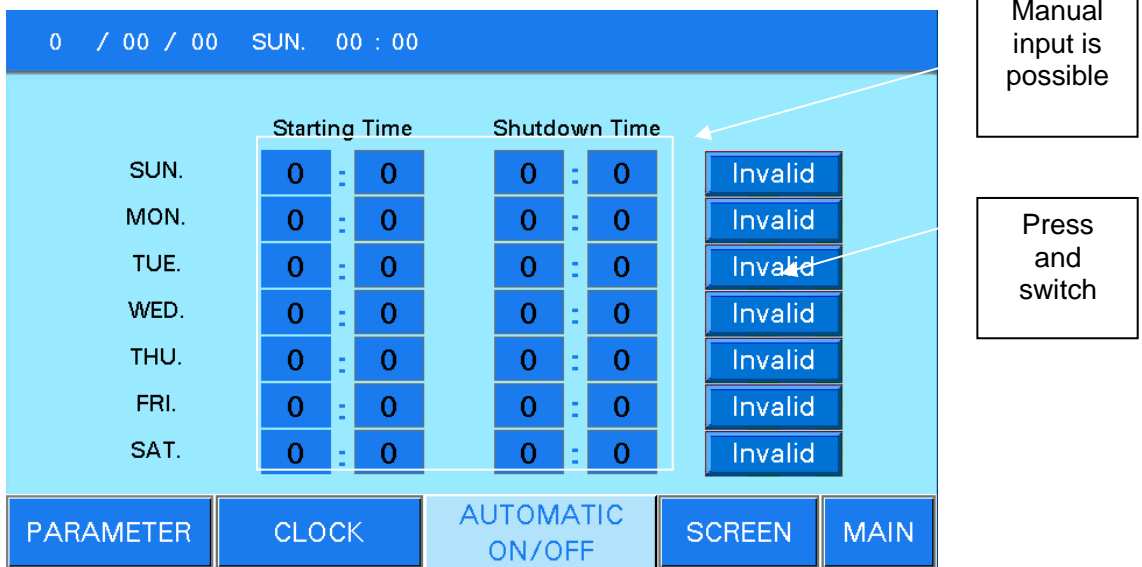 Manual
input is
possible
0 / 00 / 00 SUN. 00 : 00
Starting Time Shutdown Time
SUN. 0 : 0 0 : 0 Invalid
MON. 0 : 0 0 : 0 Invalid
TUE. 0 : 0 0 : 0 Invalid
WED. 0 : 0 0 : 0 Invalid
THU. 0 : 0 0 : 0 Invalid
FRI. 0 : 0 0 : 0 Invalid
SAT. 0 : 0 0 : 0 Invalid
Press
and
switch
PARAMETER CLOCK AUTOMATIC
ON/OFF SCREEN MAIN